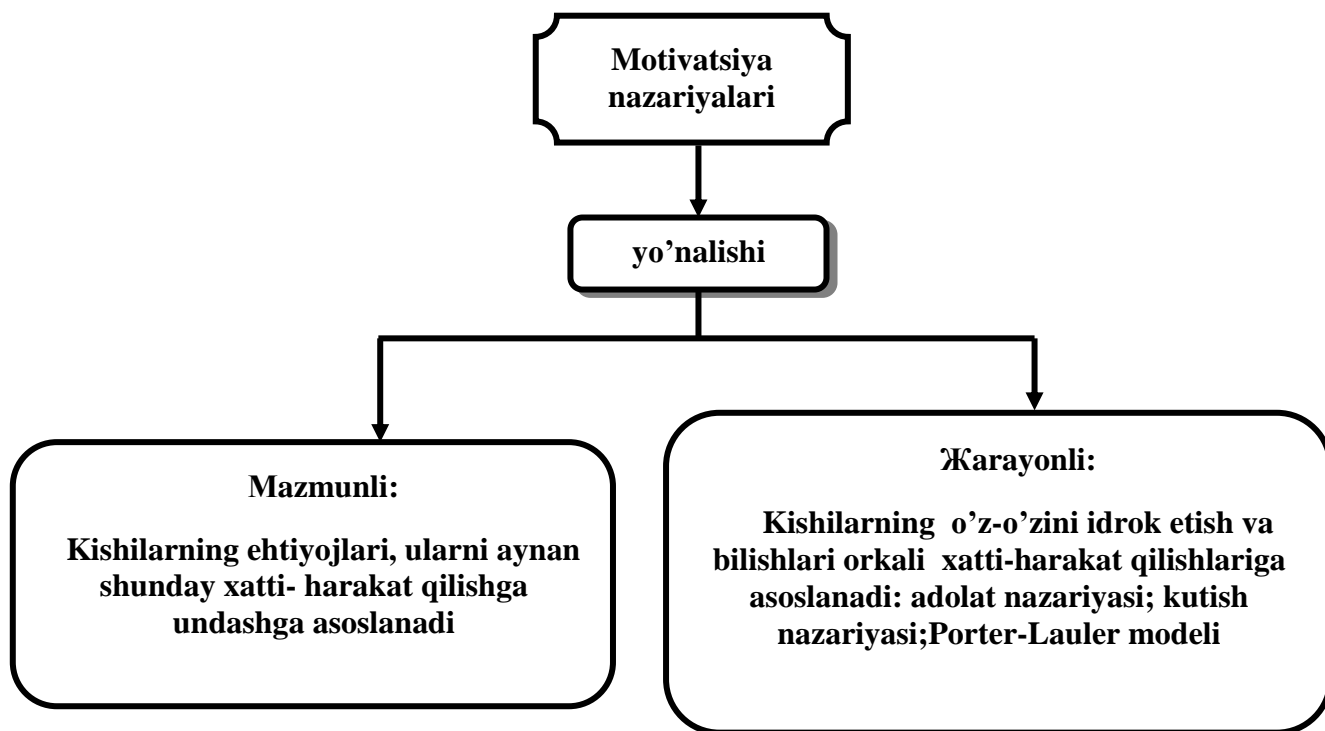 Motivatsiya
nazariyalari
yo’nalishi
Mazmunli:
Kishilarning ehtiyojlari, ularni aynan
shunday xatti- harakat qilishga
undashga asoslanadi
Жarayonli:
Kishilarning o’z-o’zini idrok etish va
bilishlari orkali xatti-harakat qilishlariga
asoslanadi: adolat nazariyasi; kutish
nazariyasi;Porter-Lauler modeli